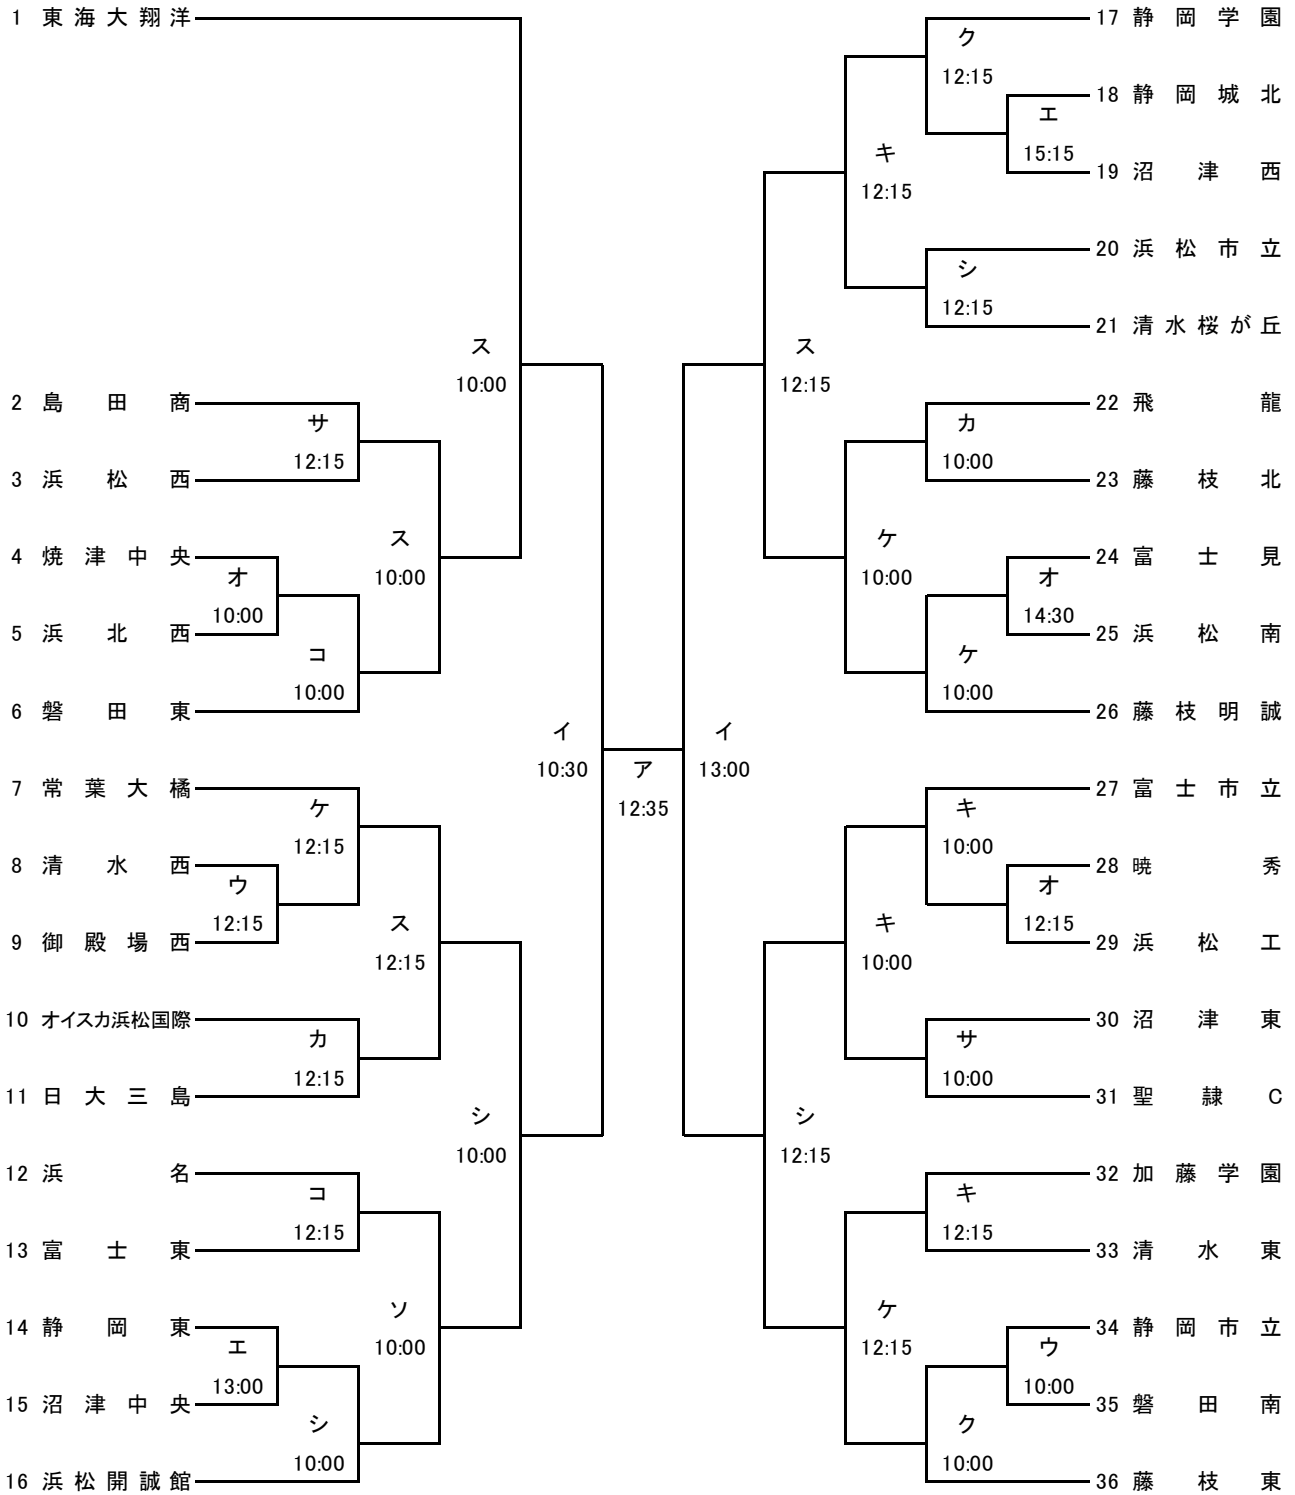 1 東海大翔洋
ス
10:00
2 島田商
サ
12:15
3 浜松西
ス
10:00
4 焼津中央
オ
10:00
5 浜北西
コ
10:00
6 磐田東
イ
10:30
7 常葉大橘
ケ
12:15
8 清水西
ウ
12:15
9 御殿場西
ス
12:15
10 オイスカ浜松国際
カ
12:15
11 日大三島
シ
10:00
12 浜名
コ
12:15
13 富士東
ソ
10:00
14 静岡東
エ
13:00
15 沼津中央
シ
10:00
16 浜松開誠館
ア
12:35
17 静岡学園
ク
12:15
18 静岡城北
エ
15:15
19 沼津西
キ
12:15
20 浜松市立
シ
12:15
21 清水桜が丘
ス
12:15
22 飛龍
カ
10:00
23 藤枝北
ケ
10:00
24 富士見
オ
14:30
25 浜松南
ケ
10:00
26 藤枝明誠
イ
13:00
27 富士市立
キ
10:00
28 暁秀
オ
12:15
29 浜松工
キ
10:00
30 沼津東
サ
10:00
31 聖隷C
シ
12:15
32 加藤学園
キ
12:15
33 清水東
ケ
12:15
34 静岡市立
ウ
10:00
35 磐田南
ク
10:00
36 藤枝東